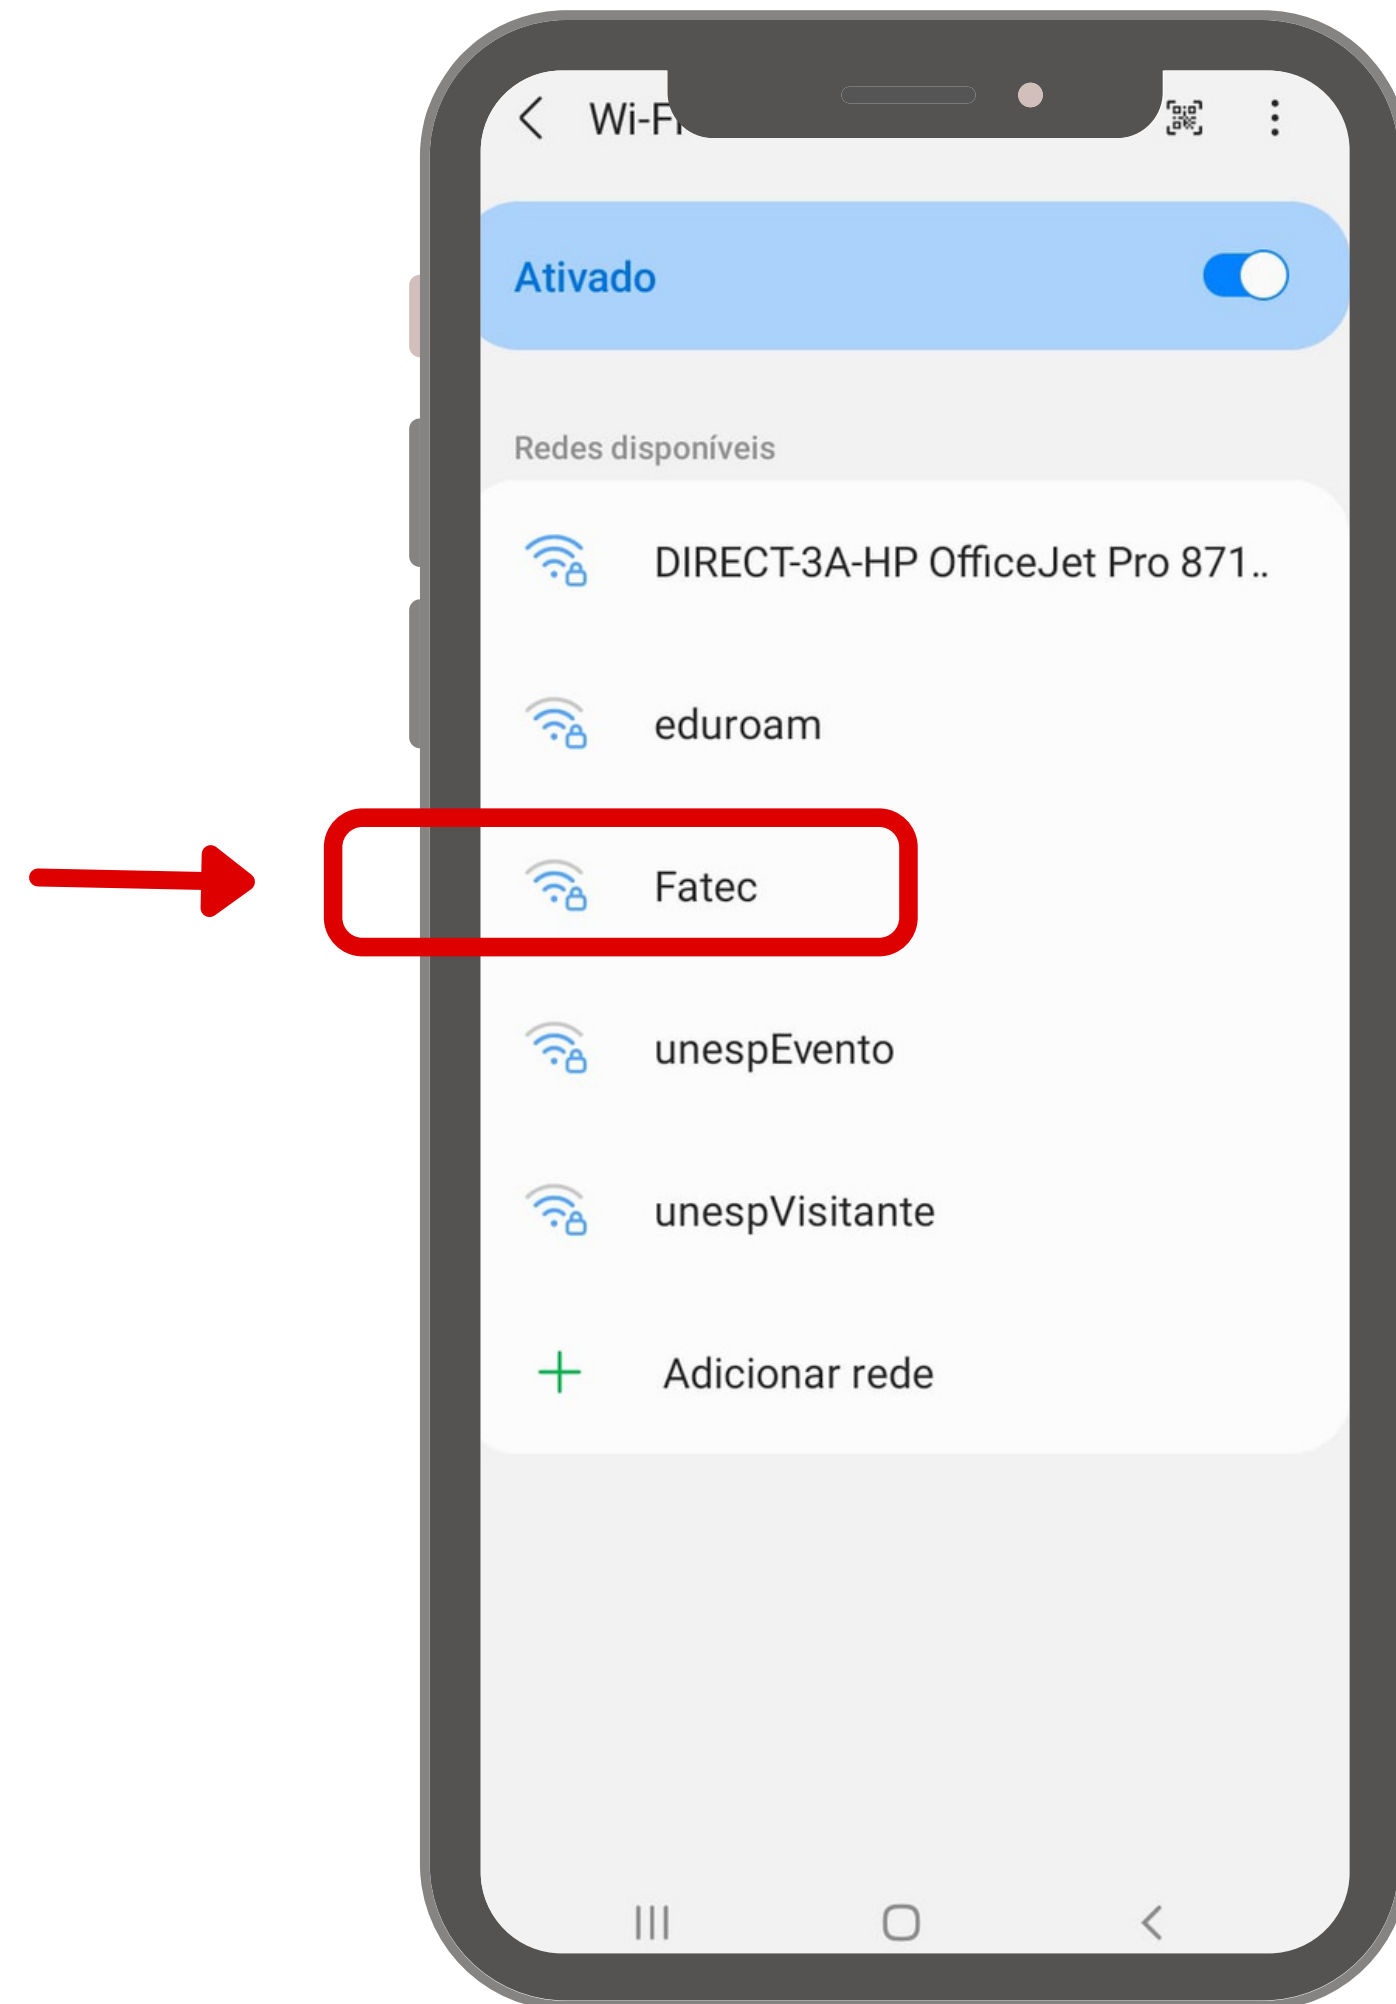 Wi-Fi
Ativado
Redes disponíveis
DIRECT-3A-HP OfficeJet Pro 871..
eduroam
Fatec
unespEvento
unespVisitante
Adicionar rede